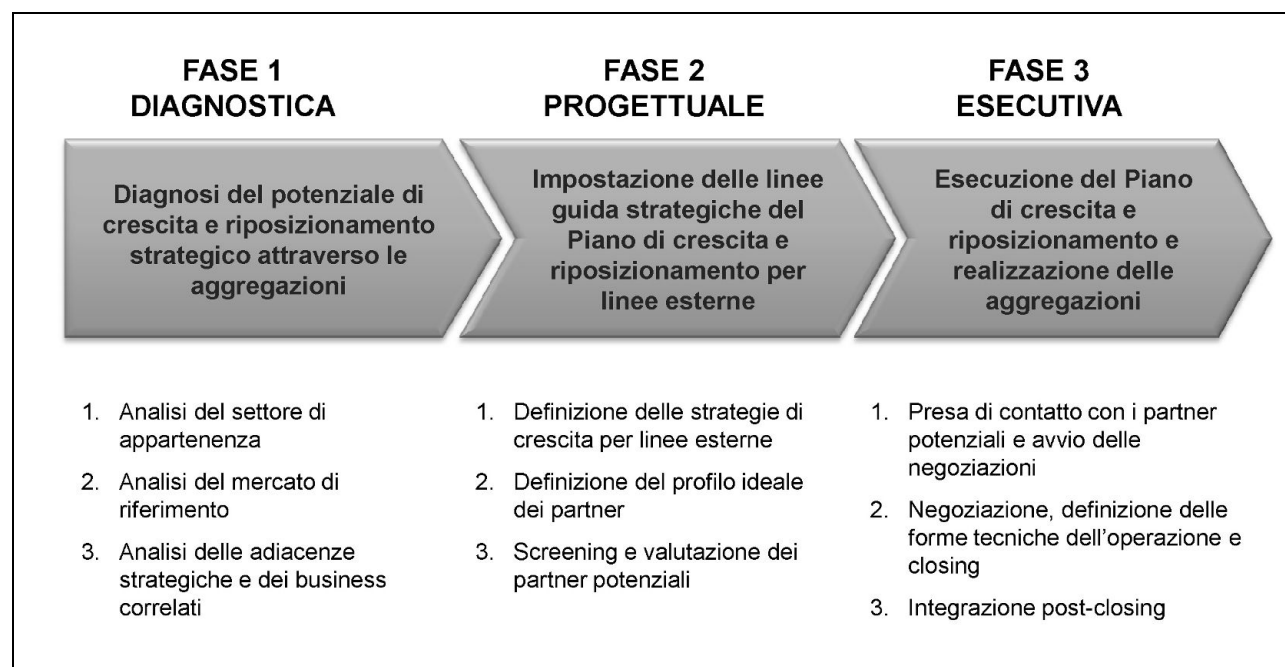 FASE 1
DIAGNOSTICA
Diagnosi del potenziale di
crescita e riposizionamento
strategico attraverso le
aggregazioni
1. Analisi del settore di
appartenenza
2. Analisi del mercato di
riferimento
3. Analisi delle adiacenze
strategiche e dei business
correlati
FASE 2
PROGETTUALE
Impostazione delle linee
guida strategiche del
Piano di crescita e
riposizionamento per
linee esterne
1. Definizione delle strategie di
crescita per linee esterne
2. Definizione del profilo ideale
dei partner
3. Screening e valutazione dei
partner potenziali
FASE 3
ESECUTIVA
Esecuzione del Piano
di crescita e
riposizionamento e
realizzazione delle
aggregazioni
1. Presa di contatto con i partner
potenziali e avvio delle
negoziazioni
2. Negoziazione, definizione delle
forme tecniche dell’operazione e
closing
3. Integrazione post-closing